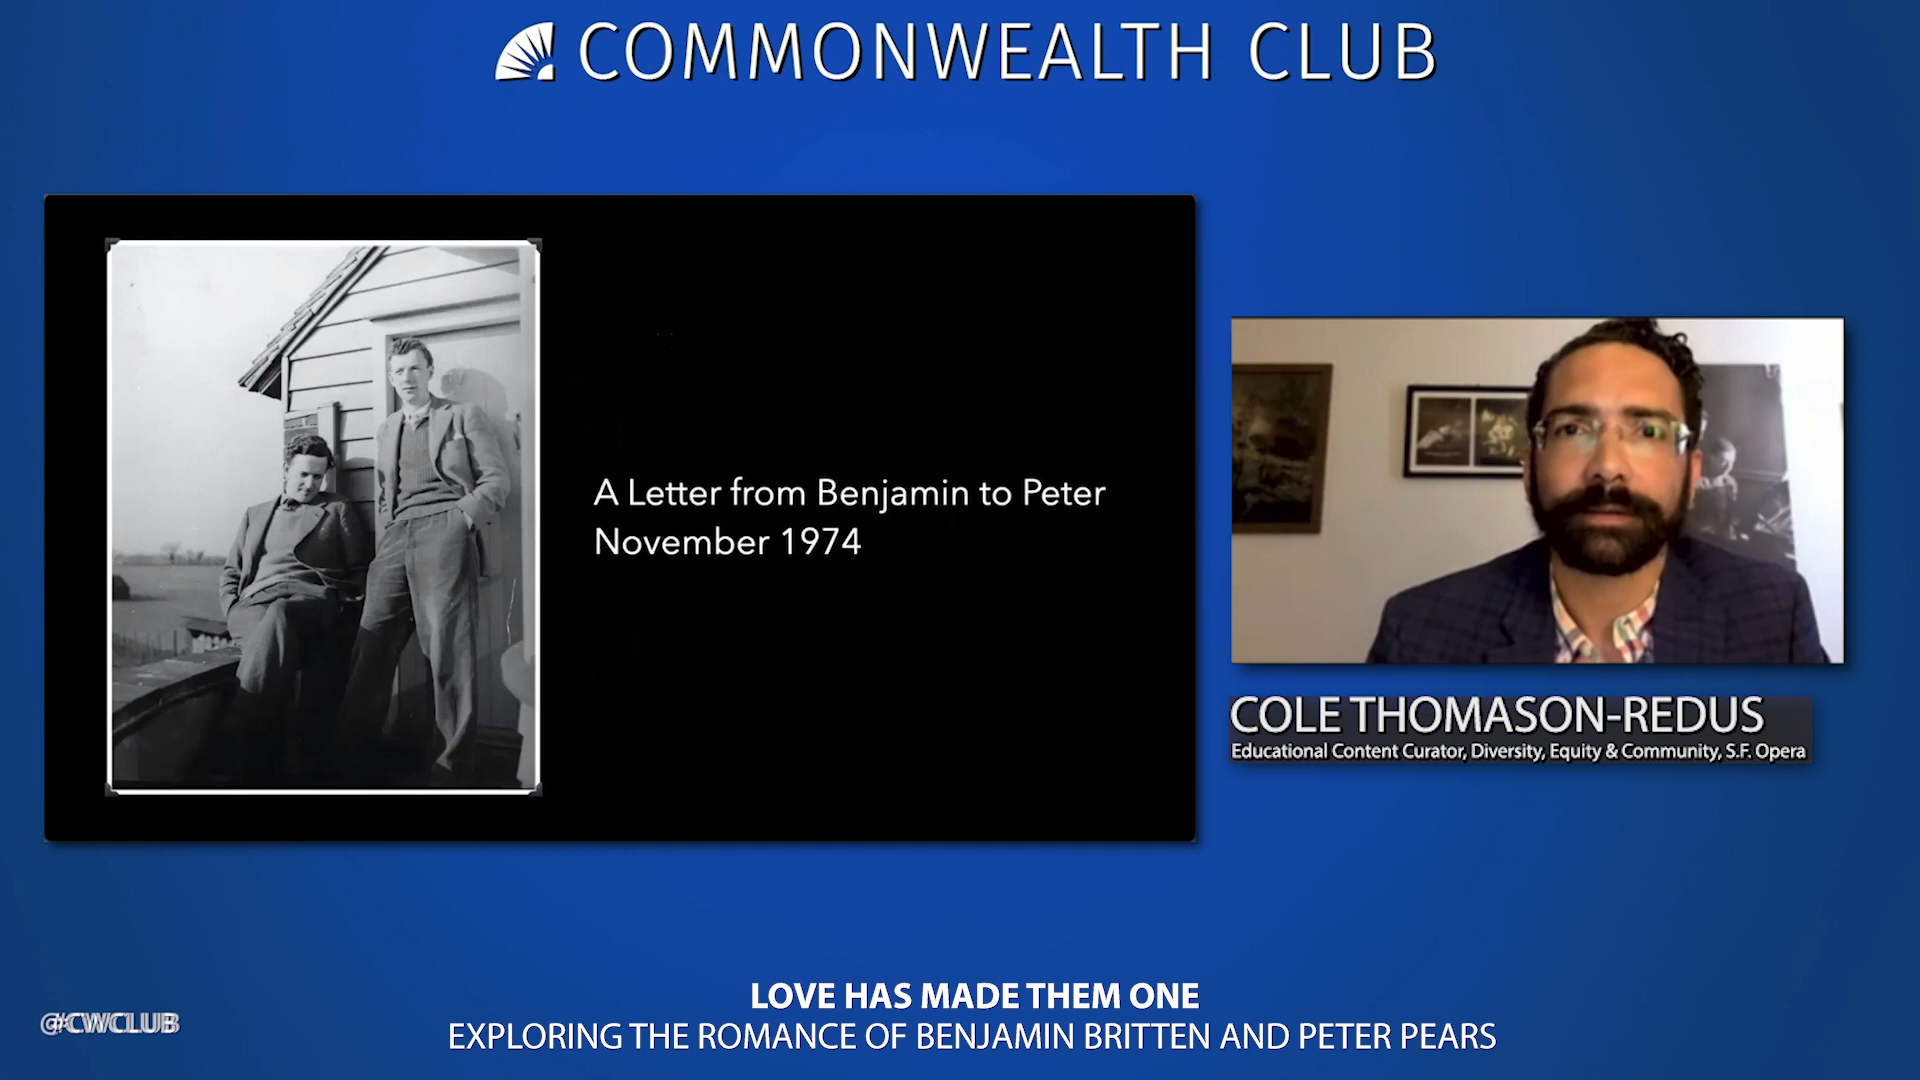 COMMONWEALTH CLUB
A Letter from Benjamin to Peter
November 1974
COLE THOMASON-REDUS
Educational Content Curator, Diversity, Equity & Community, S.F. Opera
LOVE HAS MADE THEM ONE
EXPLORING THE ROMANCE OF BENJAMIN BRITTEN AND PETER PEARS